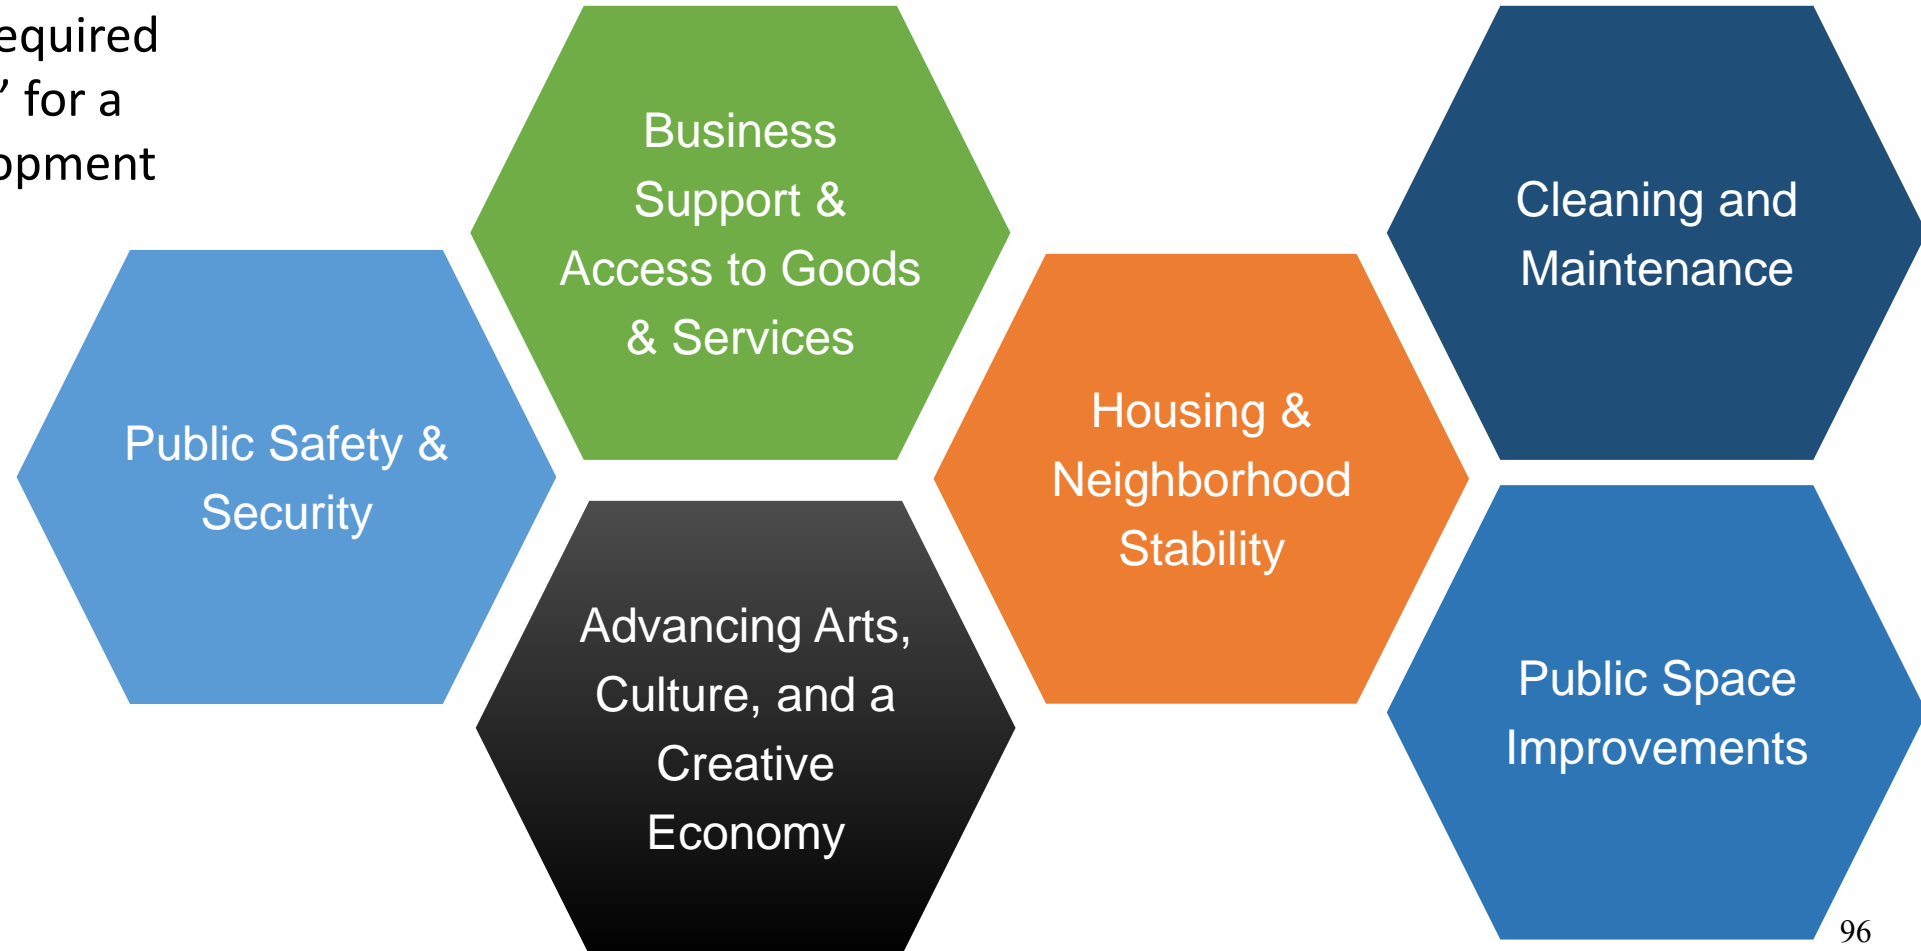 equired
” for a
opment
Business
Support &
Access to Goods
& Services
Cleaning and
Maintenance
Public Safety &
Security
Housing &
Neighborhood
Stability
Advancing Arts,
Culture, and a
Creative
Economy
Public Space
Improvements
96